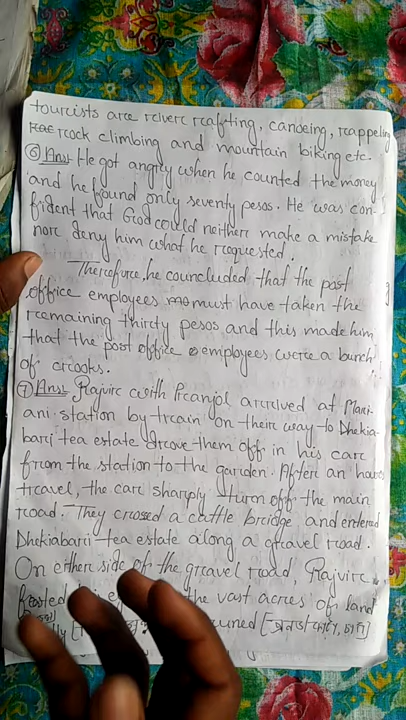 tourists are river rafting, canoeing, rappeling
rock climbing and mountain biking etc.
⑥ Ans: He got angry when he counted the money
and he found only seventy pesos. He was con-
fident that God could neither make a mistake
nor deny him what he requested.
Therefore, he councluded that the post
office employees must have taken the
remaining thirty pesos and this made him
that the post office employees were a bunch
of crooks.
⑦ Ans: Rajvir with Pranjol arrived at Mari-
ani station by train on their way to Dhekia-
bari tea estate drove them off in his car
from the station to the garden. After an hours
travel, the car sharply turn off the main
road. They crossed a cattle bridge and entered
Dhekiabarii tea estate along a gravel road.
On either side of the gravel road, Rajvir
the vast acres of land